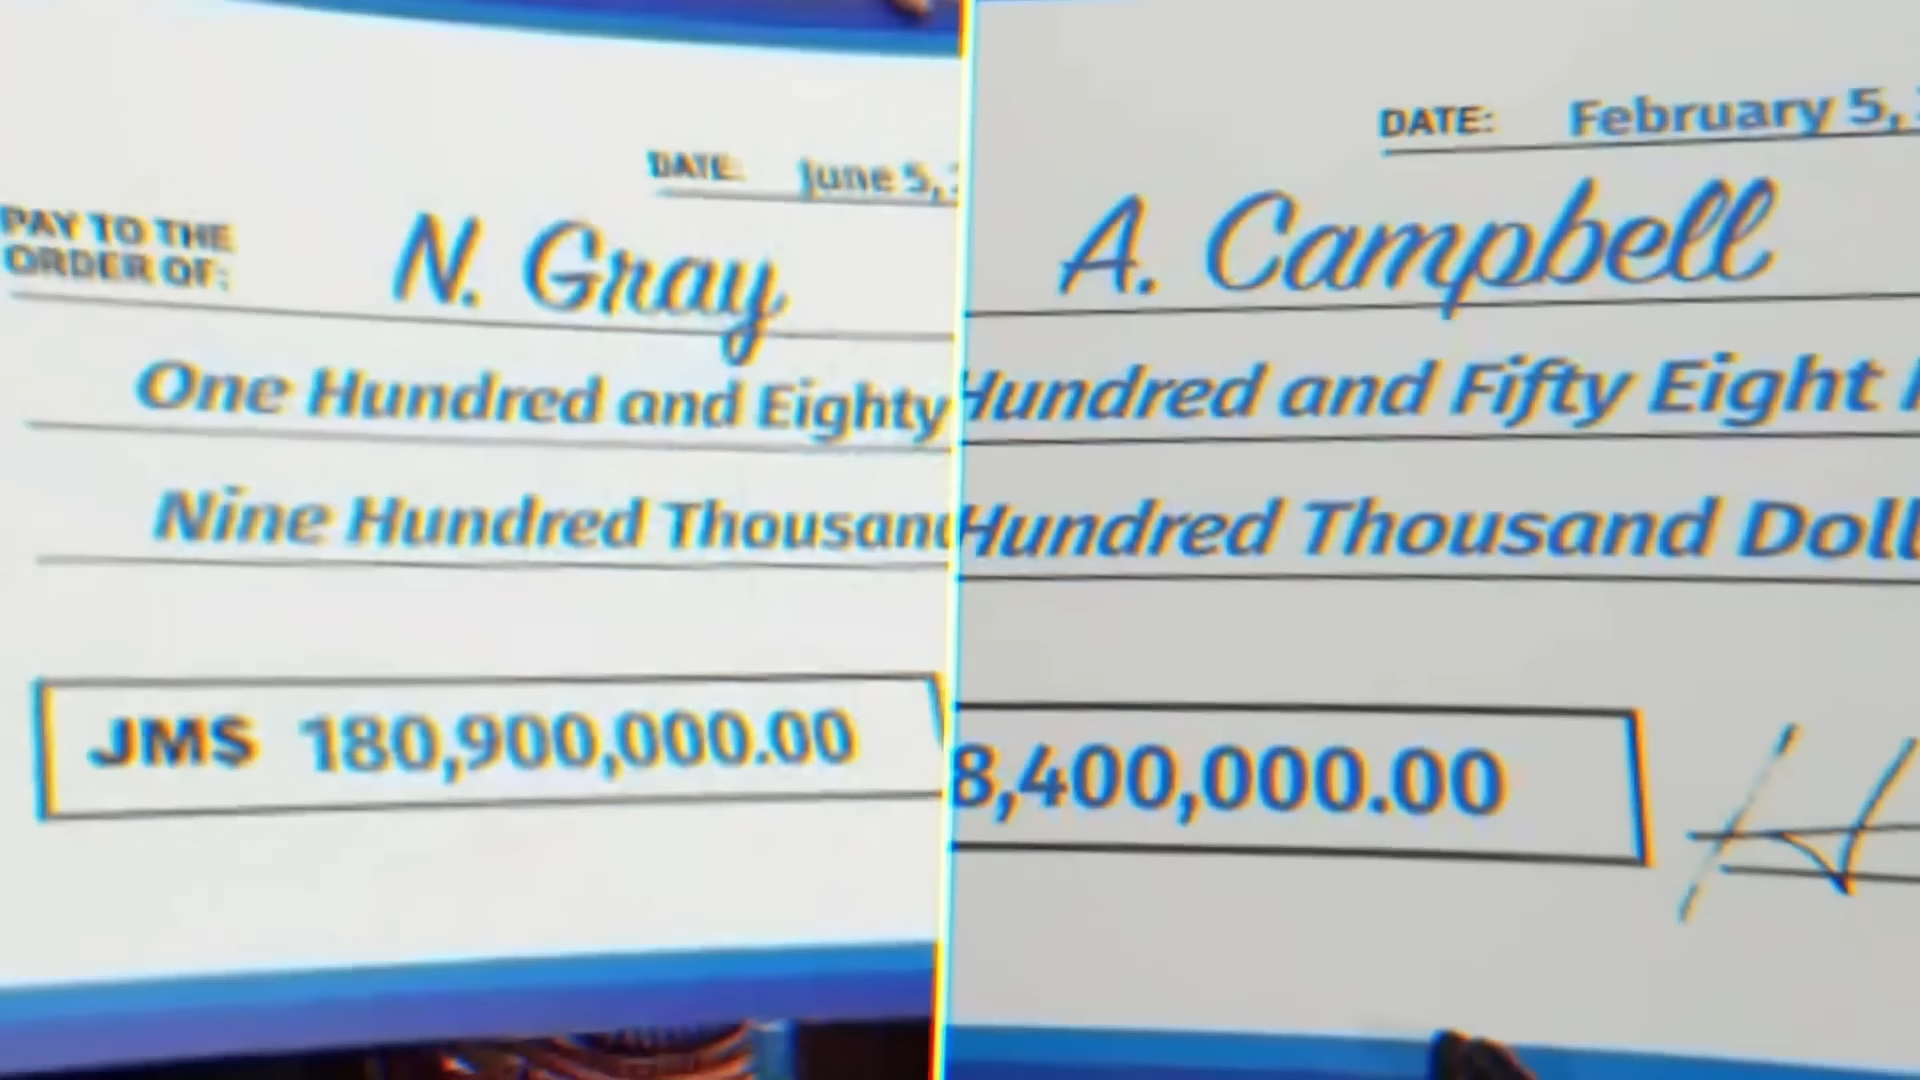 DATE: June 5,
PAY TO THE
ORDER OF:
N. Gray
One Hundred and Eighty
Nine Hundred Thousand
JM$ 180,900,000.00
DATE: February 5,
A. Campbell
Hundred and Fifty Eight
Hundred Thousand Doll
8,400,000.00